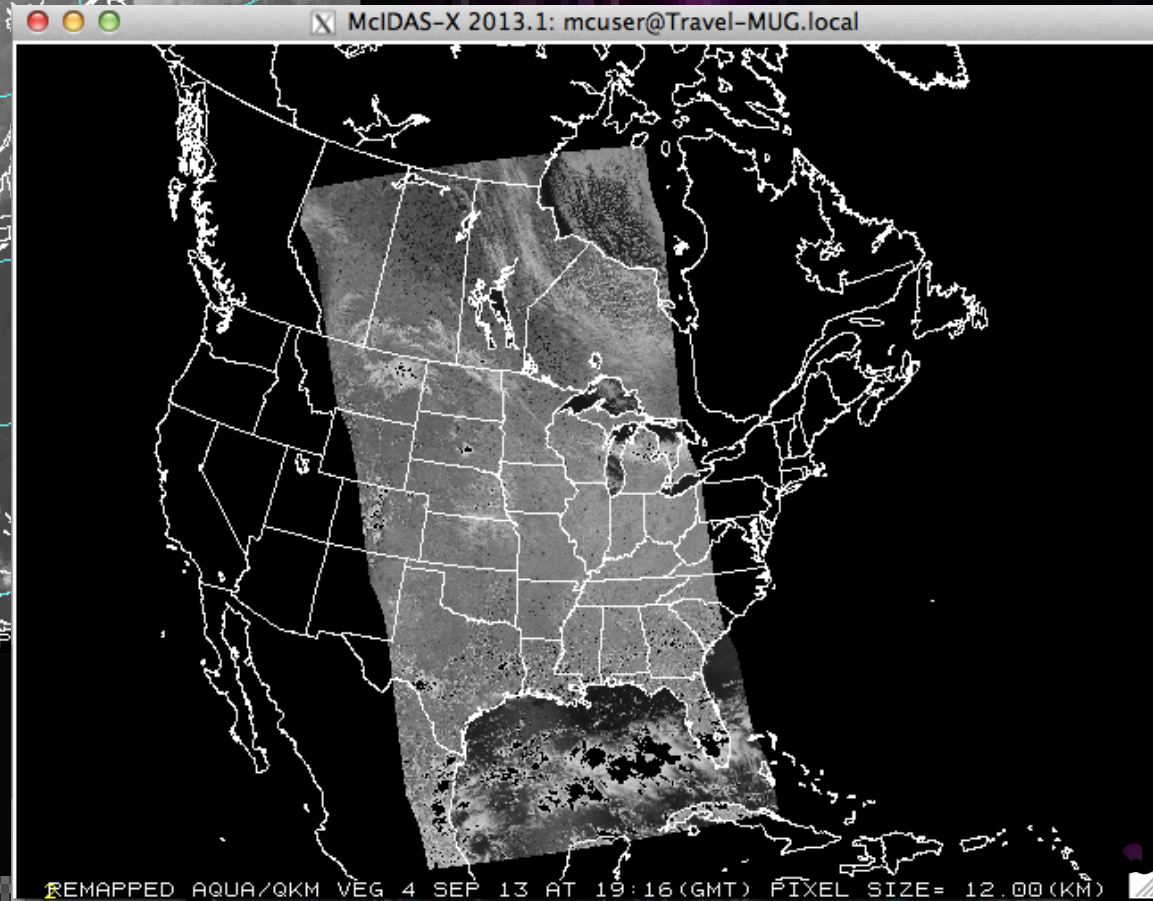 McIDAS-X 2013.1: mcuser@Travel-MUG.local
REMAPPED AQUA/QKM VEG 4 SEP 13 AT 19:16(GMT) PIXEL SIZE= 12.00(KM)